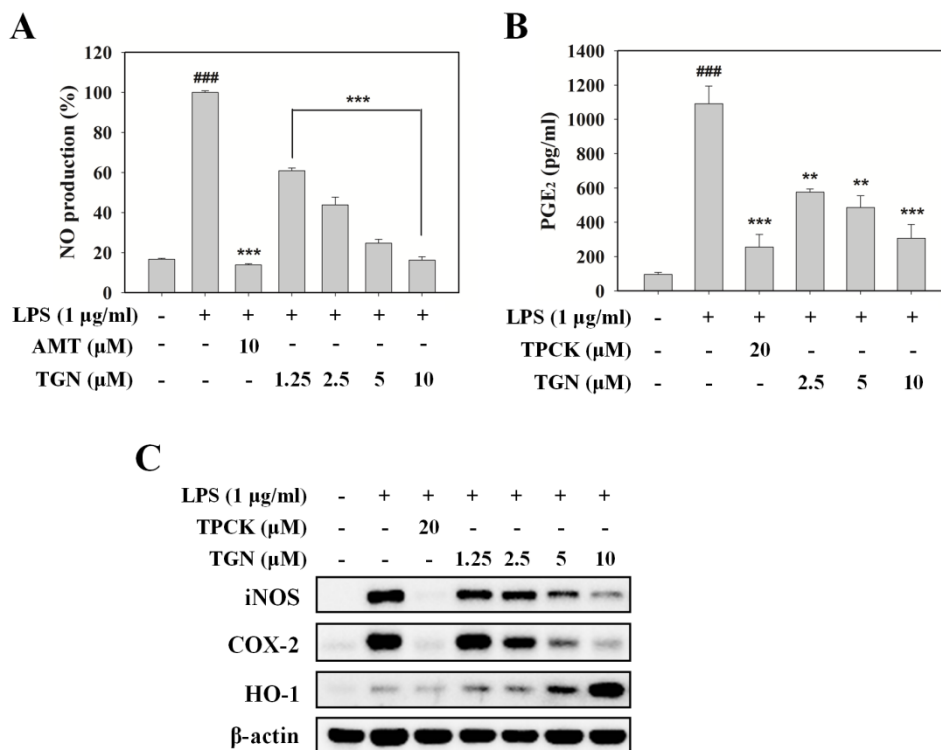 A
NO production (%)
120
100
80
60
40
20
0
###
***
***
LPS (1 μg/ml) - + + + + + +
AMT (μM) - - 10 - - - -
TGN (μM) - - - 1.25 2.5 5 10
B
PGE₂ (pg/ml)
1400
1200
1000
800
600
400
200
0
###
***
**
**
***
LPS (1 μg/ml) - + + + + +
TPCK (μM) - - 20 - - -
TGN (μM) - - - 2.5 5 10
C
LPS (1 μg/ml) - + + + + + +
TPCK (μM) - - 20 - - - -
TGN (μM) - - - 1.25 2.5 5 10
iNOS
COX-2
HO-1
β-actin